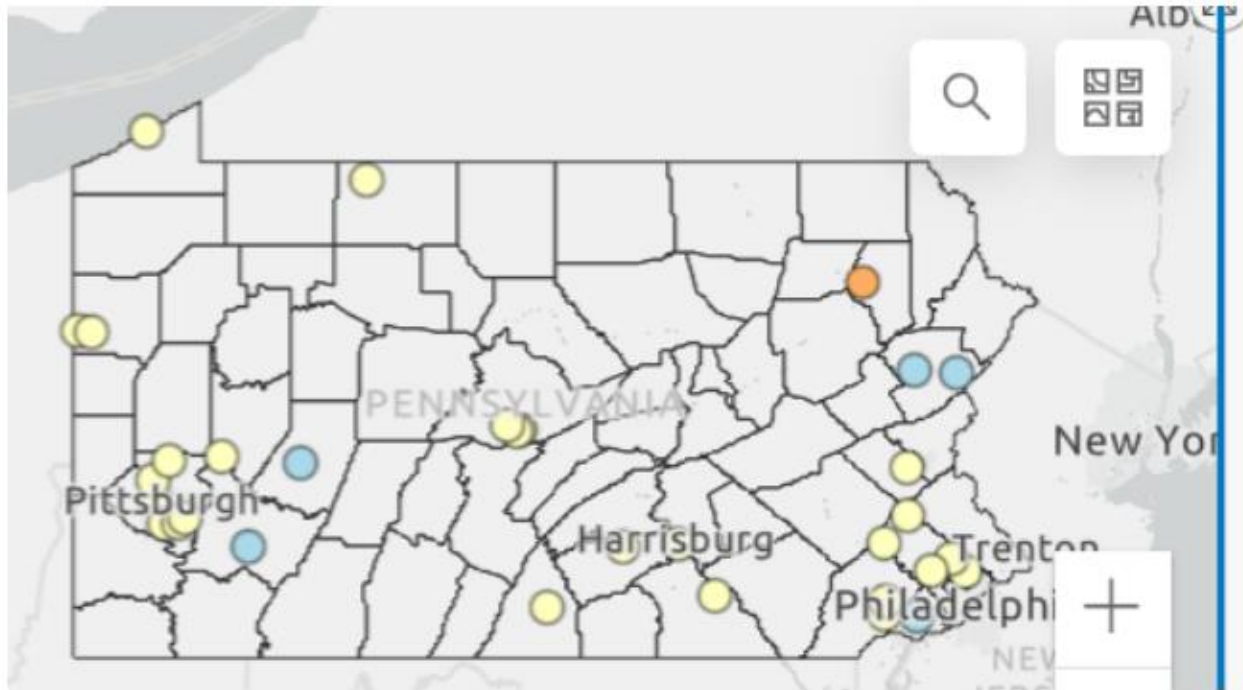 Alb
PENNSYLVANIA
New Yor
Pittsburgh
Harrisburg
Trenton
Philadelphi
NEW